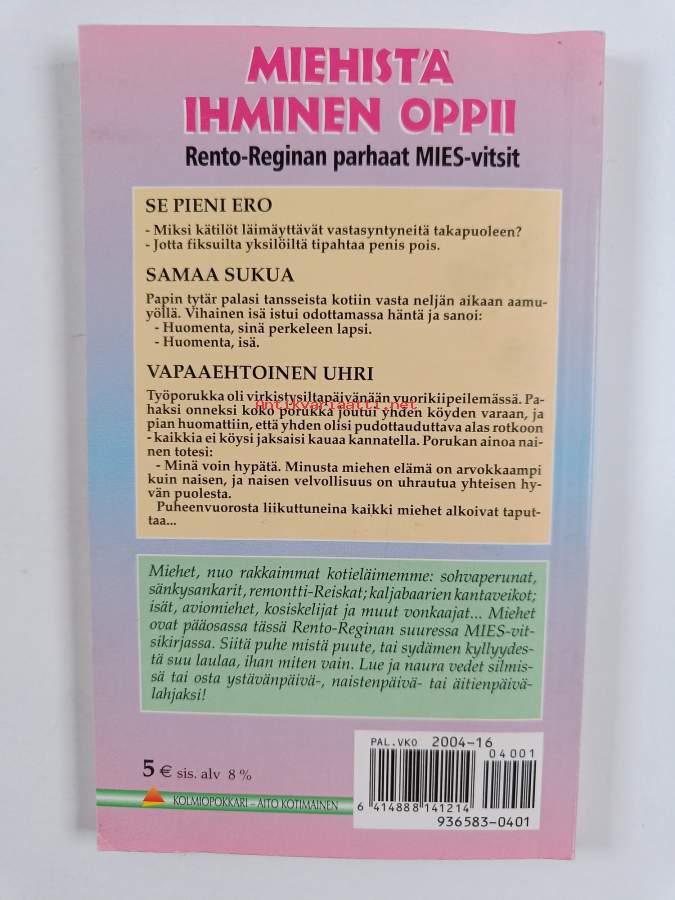 MIEHISTÄ
IHMINEN OPPII
Rento-Reginan parhaat MIES-vitsit
SE PIENI ERO
- Miksi kätilöt läimäyttävät vastasyntyneitä takapuoleen?
- Jotta fiksuilta yksilöiltä tipahtaa penis pois.
SAMAA SUKUA
Papin tytär palasi tansseista kotiin vasta neljän aikaan aamu-
yöllä. Vihainen isä istui odottamassa häntä ja sanoi:
- Huomenta, sinä perkeleen lapsi.
- Huomenta, isä.
VAPAAEHTOINEN UHRI
Työporukka oli virkistysiltapäivänään vuorikiipeilemässä. Pa-
haksi onneksi koko porukka joutui yhden köyden varaan, ja
pian huomattiin, että yhden olisi pudottauduttava alas rotkoon
- kaikkia ei köysi jaksaisi kauaa kannatella. Porukan ainoa nai-
nen totesi:
- Minä voin hypätä. Minusta miehen elämä on arvokkaampi
kuin naisen, ja naisen velvollisuus on uhrautua yhteisen hy-
vän puolesta.
Puheenvuorosta liikuttuneina kaikki miehet alkoivat taput-
taa...
Antikvariaatti.net
Miehet, nuo rakkaimmat kotieläimemme: sohvaperunat,
sänkysankarit, remontti-Reiskat; kaljabaarien kantaveikot;
isät, aviomiehet, kosiskelijat ja muut vonkaajat... Miehet
ovat pääosassa tässä Rento-Reginan suuressa MIES-vit-
sikirjassa. Siitä puhe mistä puute, tai sydämen kyllyydes-
tä suu laulaa, ihan miten vain. Lue ja naura vedet silmis-
sä tai osta ystävänpäivä-, naistenpäivä- tai äitienpäivä-
lahjaksi!
5 € sis. alv 8 %
KOLMIOPOKKARI – AITO KOTIMAINEN
PAL.VKO 2004-16
04001
6 414888 141214
936583-0401